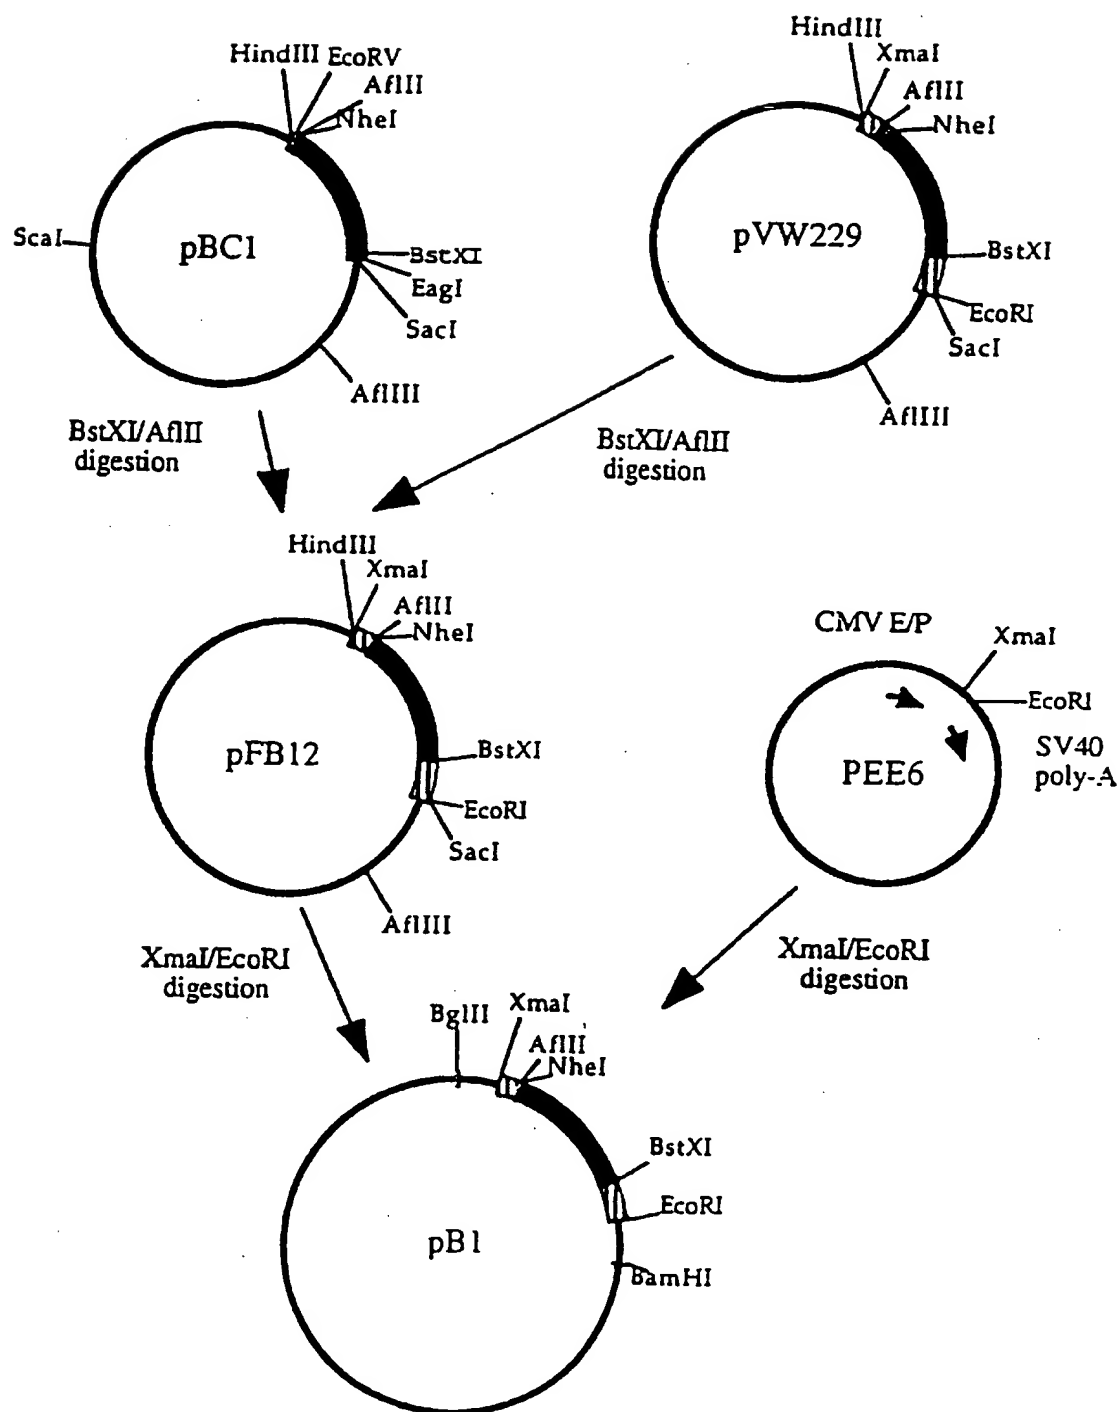 HindIII
EcoRV
AflII
NheI
ScaI
pBC1
BstXI
EagI
SacI
AflIII
HindIII
XmaI
AflII
NheI
pVW229
BstXI
EcoRI
SacI
AflIII
BstXI/AflII
digestion
BstXI/AflII
digestion
HindIII
XmaI
AflII
NheI
pFB12
BstXI
EcoRI
SacI
AflIII
CMV E/P
XmaI
EcoRI
SV40
poly-A
PEE6
XmaI/EcoRI
digestion
XmaI/EcoRI
digestion
BglII
XmaI
AflII
NheI
BstXI
EcoRI
pB1
BamHI